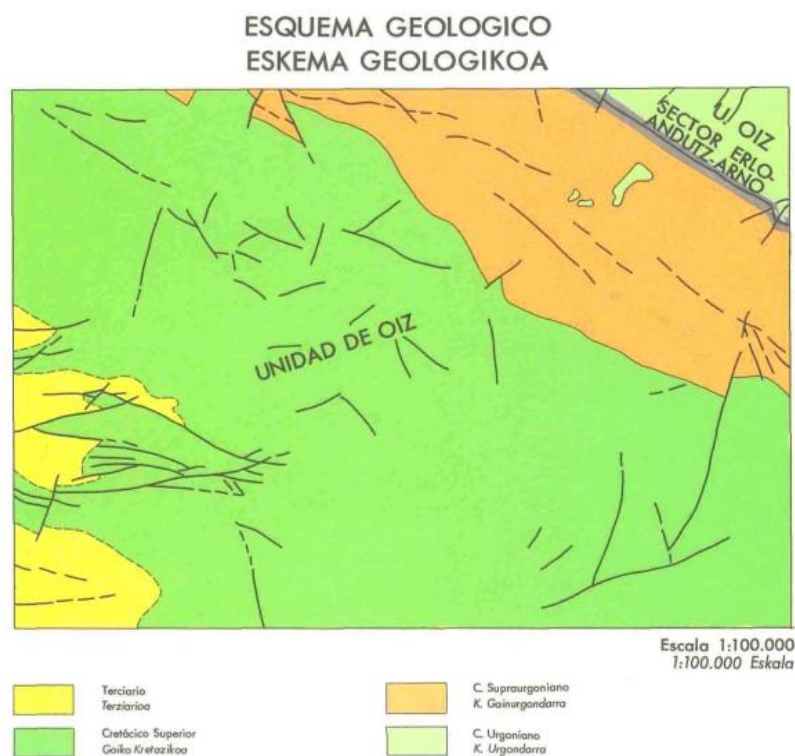 ESQUEMA GEOLOGICO
ESKEMA GEOLOGIKOA
U. OIZ
SECTOR ERLO-
ANDUTZ-ARNO
UNIDAD DE OIZ
Escala 1:100.000
1:100.000 Eskala
Terciario
Terziarioa
Cretácico Superior
Goiko Kretazikoa
C. Supraurgoniano
K. Gainurgondarra
C. Urgoniano
K. Urgondarra